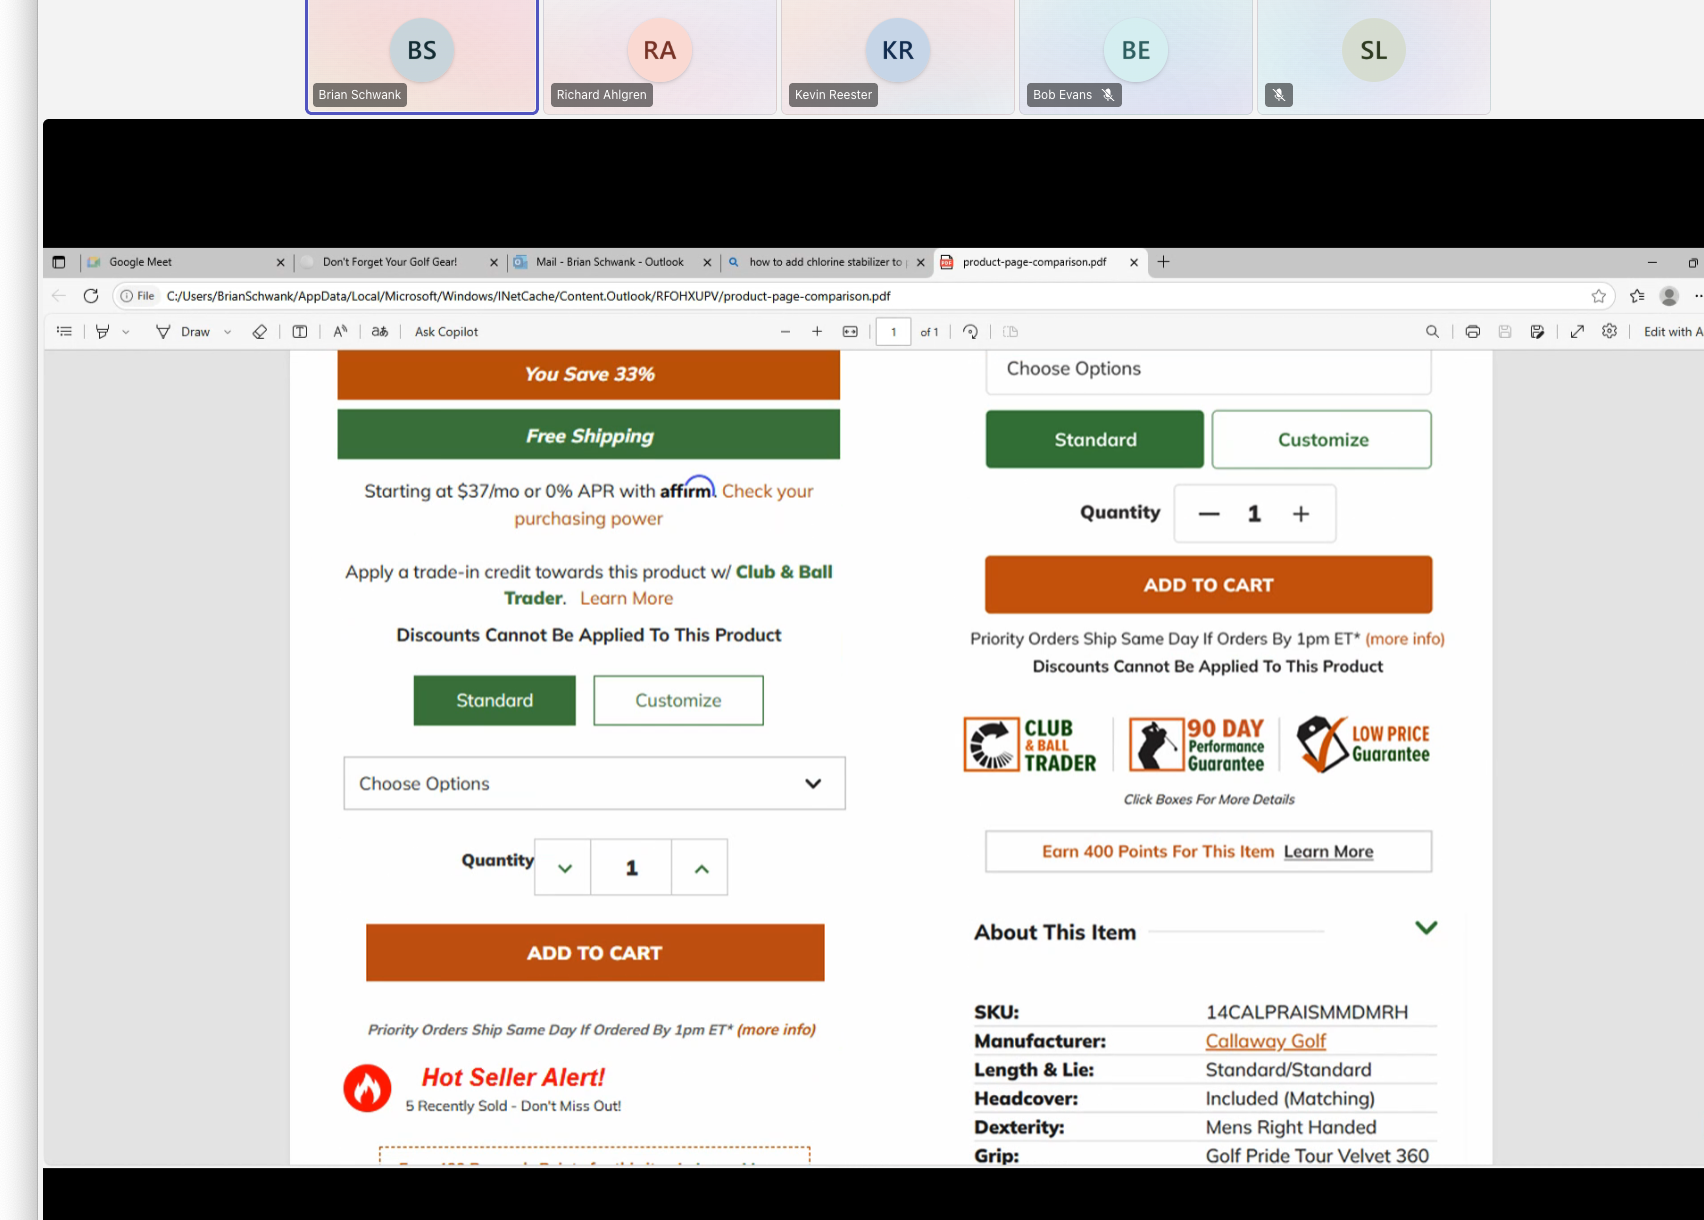 BS
RA
KR
BE
SL
Brian Schwank
Richard Ahlgren
Kevin Reester
Bob Evans
Google Meet
Don't Forget Your Golf Gear!
Mail - Brian Schwank - Outlook
how to add chlorine stabilizer to
product-page-comparison.pdf
File C:/Users/BrianSchwank/AppData/Local/Microsoft/Windows/INetCache/Content.Outlook/RFOHXUPV/product-page-comparison.pdf
Draw
Ask Copilot
1 of 1
Edit with A
You Save 33%
Free Shipping
Starting at $37/mo or 0% APR with affirm. Check your
purchasing power
Apply a trade-in credit towards this product w/ Club & Ball
Trader. Learn More
Discounts Cannot Be Applied To This Product
Standard
Customize
Choose Options
Quantity
1
ADD TO CART
Priority Orders Ship Same Day If Ordered By 1pm ET* (more info)
Hot Seller Alert!
5 Recently Sold - Don't Miss Out!
Choose Options
Standard
Customize
Quantity
1
ADD TO CART
Priority Orders Ship Same Day If Orders By 1pm ET* (more info)
Discounts Cannot Be Applied To This Product
CLUB
& BALL
TRADER
90 DAY
Performance
Guarantee
LOW PRICE
Guarantee
Click Boxes For More Details
Earn 400 Points For This Item Learn More
About This Item
SKU: 14CALPRAISMMDMRH
Manufacturer: Callaway Golf
Length & Lie: Standard/Standard
Headcover: Included (Matching)
Dexterity: Mens Right Handed
Grip: Golf Pride Tour Velvet 360